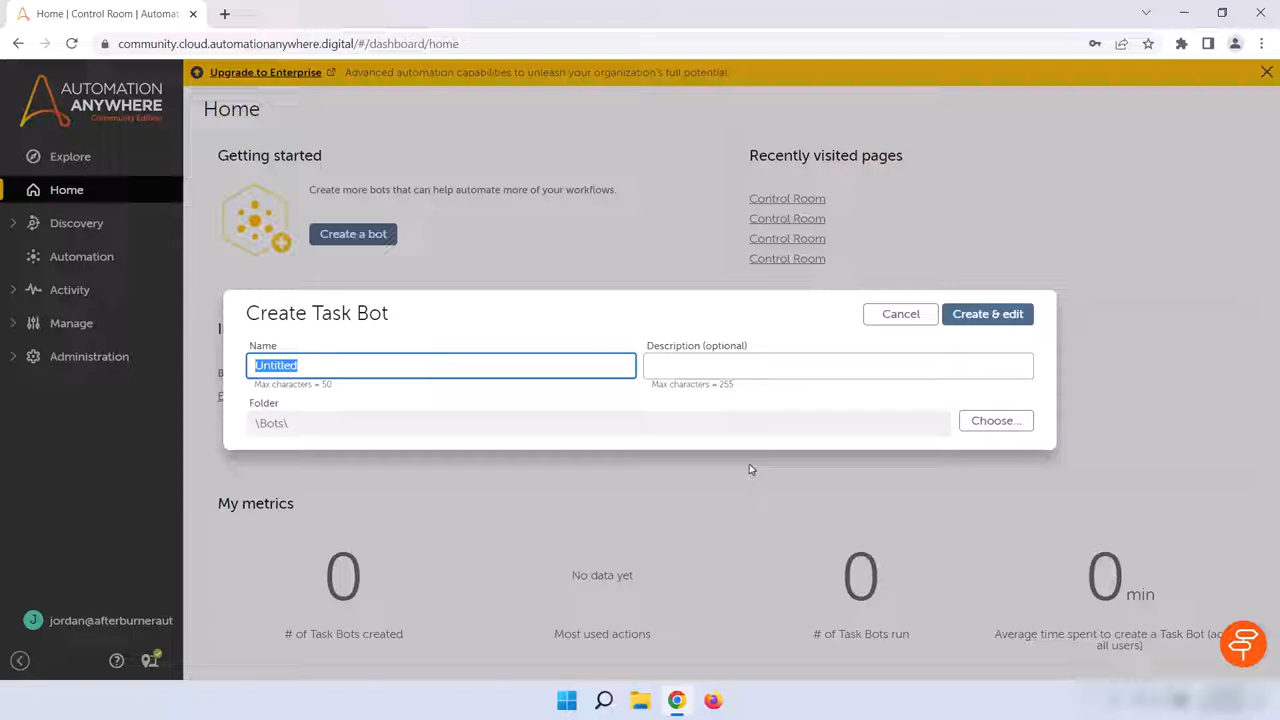 Home | Control Room | Automat
community.cloud.automationanywhere.digital/#/dashboard/home
Upgrade to Enterprise Advanced automation capabilities to unleash your organization's full potential.
AUTOMATION
ANYWHERE
Community Edition
Explore
Home
Discovery
Automation
Activity
Manage
Administration
J jordan@afterburneraut
Home
Getting started
Create more bots that can help automate more of your workflows.
Create a bot
Recently visited pages
Control Room
Control Room
Control Room
Control Room
Create Task Bot
Cancel
Create & edit
Name
Untitled
Max characters = 50
Description (optional)
Max characters = 255
Folder
\Bots\
Choose...
My metrics
0
# of Task Bots created
No data yet
Most used actions
0
# of Task Bots run
0 min
Average time spent to create a Task Bot (ac
all users)